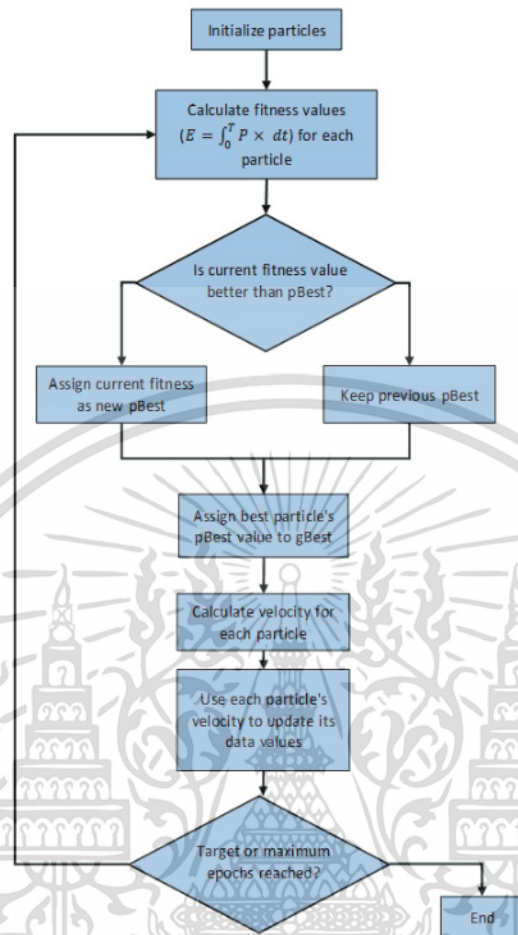 Initialize particles
Calculate fitness values
(E = ∫₀ᵀ P × dt) for each
particle
Is current fitness value
better than pBest?
Assign current fitness
as new pBest
Keep previous pBest
Assign best particle's
pBest value to gBest
Calculate velocity for
each particle
Use each particle's
velocity to update its
data values
Target or maximum
epochs reached?
End